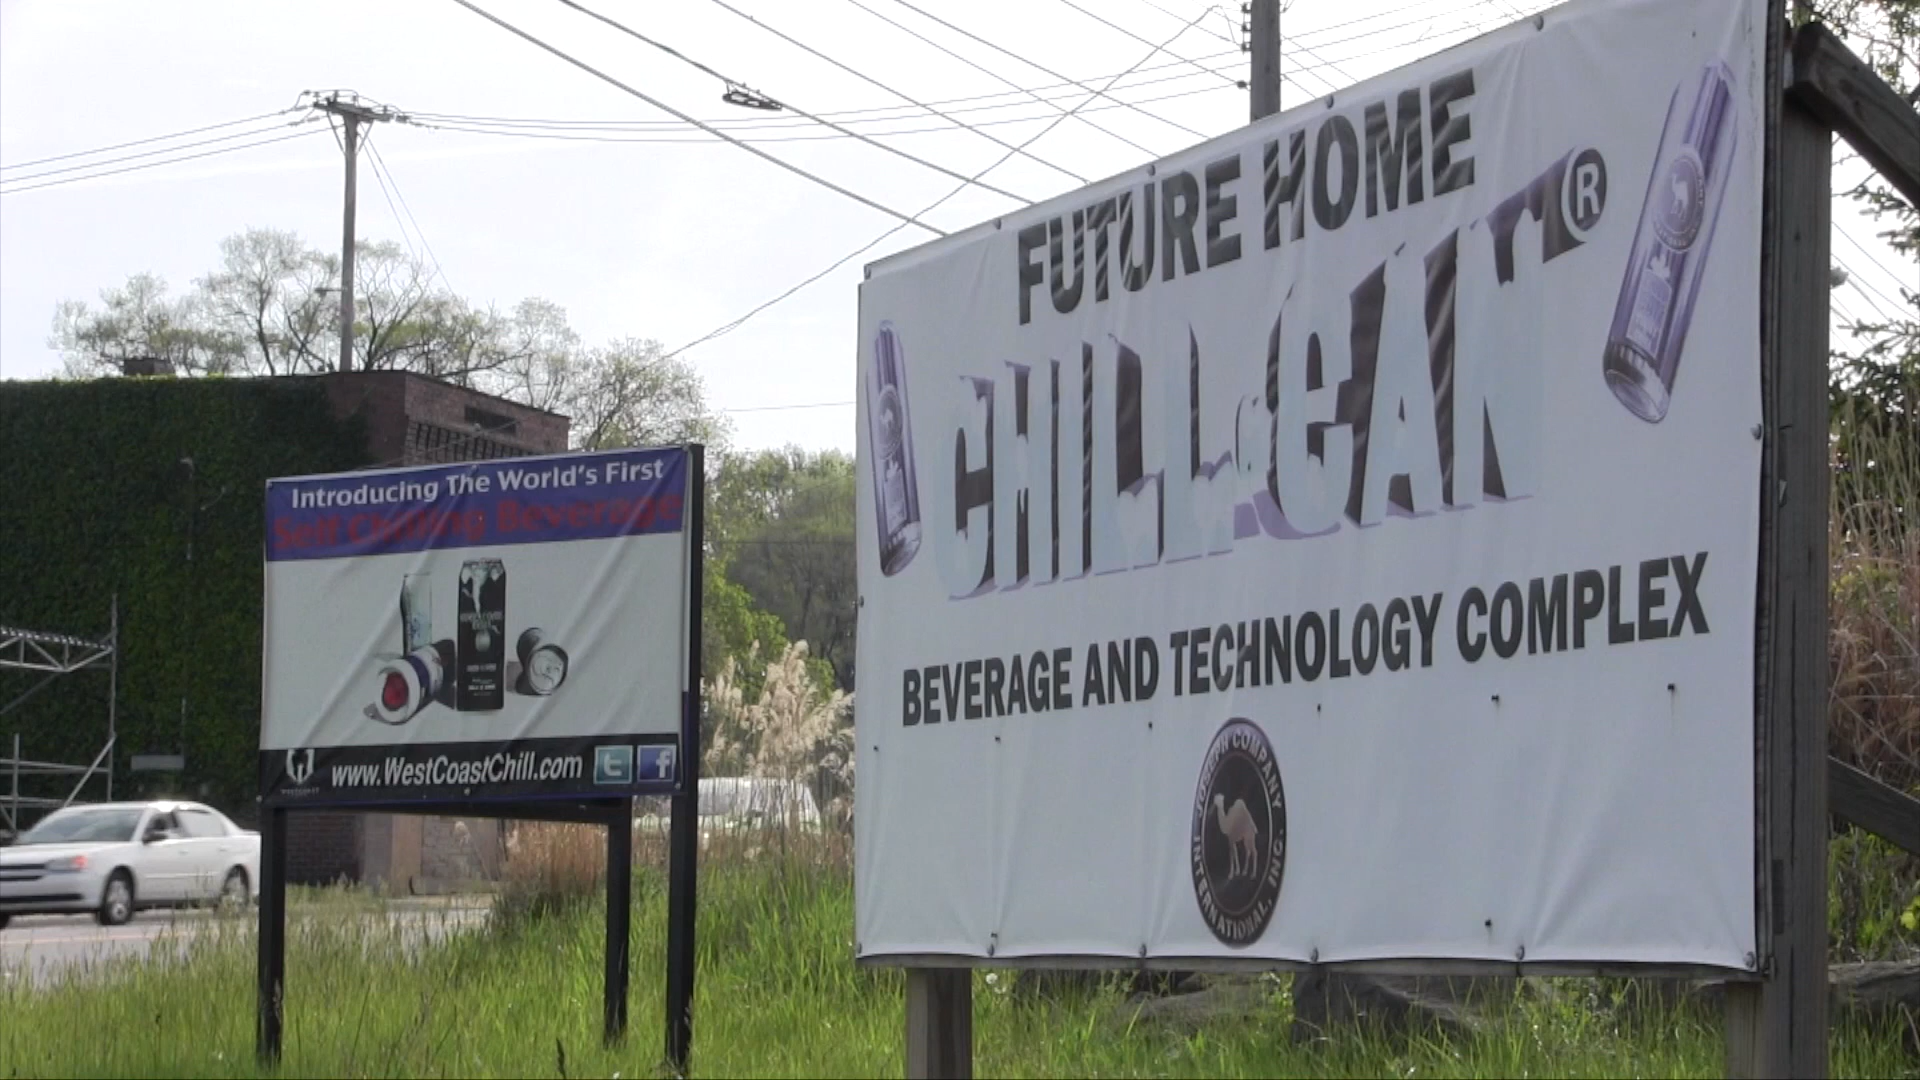 Introducing The World's First
Self Chilling Beverage
www.WestCoastChill.com
t f
FUTURE HOME
CHILL-CAN®
BEVERAGE AND TECHNOLOGY COMPLEX
JOSEPH COMPANY
INTERNATIONAL, INC.